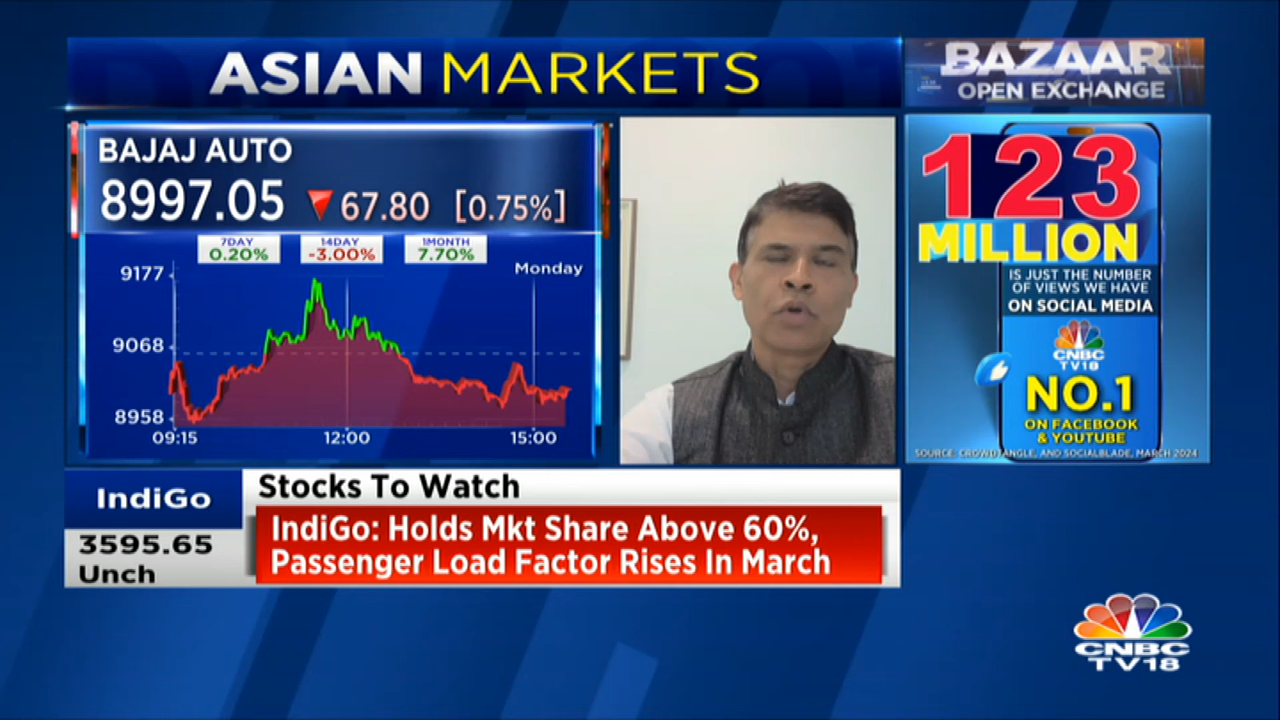 ASIAN MARKETS
BAZAAR
OPEN EXCHANGE
BAJAJ AUTO
8997.05 ▼ 67.80 [0.75%]
7DAY
0.20%
14DAY
-3.00%
1MONTH
7.70%
Monday
9177
9068
8958
09:15 12:00 15:00
123
MILLION
IS JUST THE NUMBER
OF VIEWS WE HAVE
ON SOCIAL MEDIA
CNBC
TV18
NO.1
ON FACEBOOK
& YOUTUBE
SOURCE: CROWDTANGLE, AND SOCIALBLADE, MARCH 2024
IndiGo
3595.65
Unch
Stocks To Watch
IndiGo: Holds Mkt Share Above 60%,
Passenger Load Factor Rises In March
CNBC
TV18